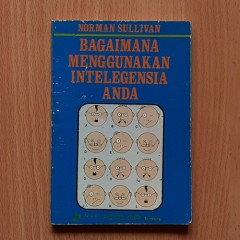 NORMAN SULLIVAN
BAGAIMANA
MENGGUNAKAN
INTELEGENSIA
ANDA